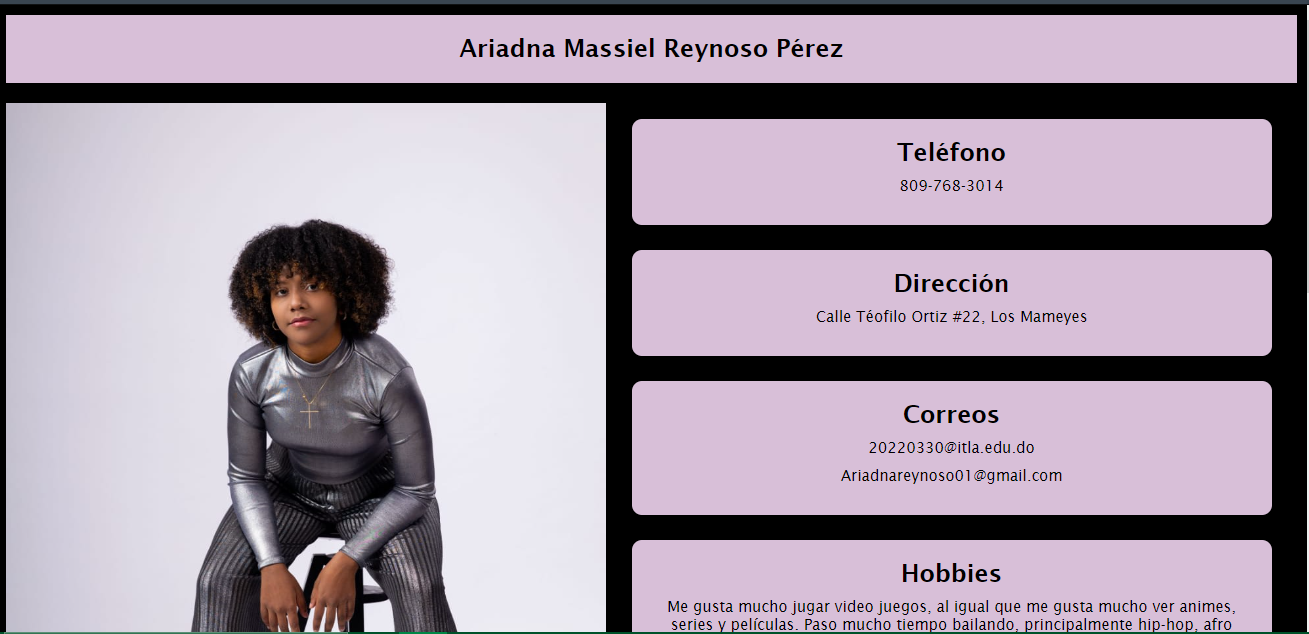 Ariadna Massiel Reynoso Pérez
Teléfono
809-768-3014
Dirección
Calle Téofilo Ortiz #22, Los Mameyes
Correos
20220330@itla.edu.do
Ariadnareynoso01@gmail.com
Hobbies
Me gusta mucho jugar video juegos, al igual que me gusta mucho ver animes,
series y películas. Paso mucho tiempo bailando, principalmente hip-hop, afro